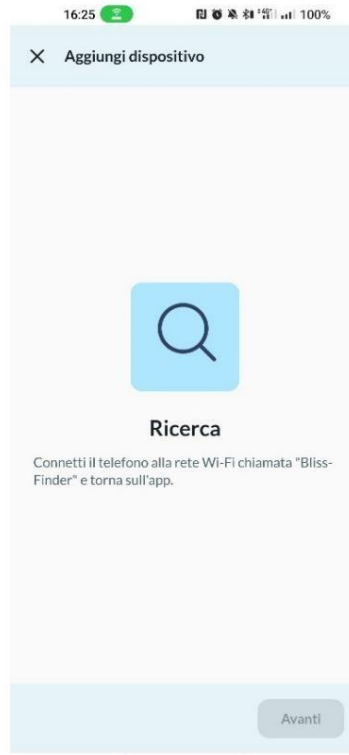 16:25 100%
Aggiungi dispositivo
Ricerca
Connetti il telefono alla rete Wi-Fi chiamata "Bliss-
Finder" e torna sull'app.
Avanti